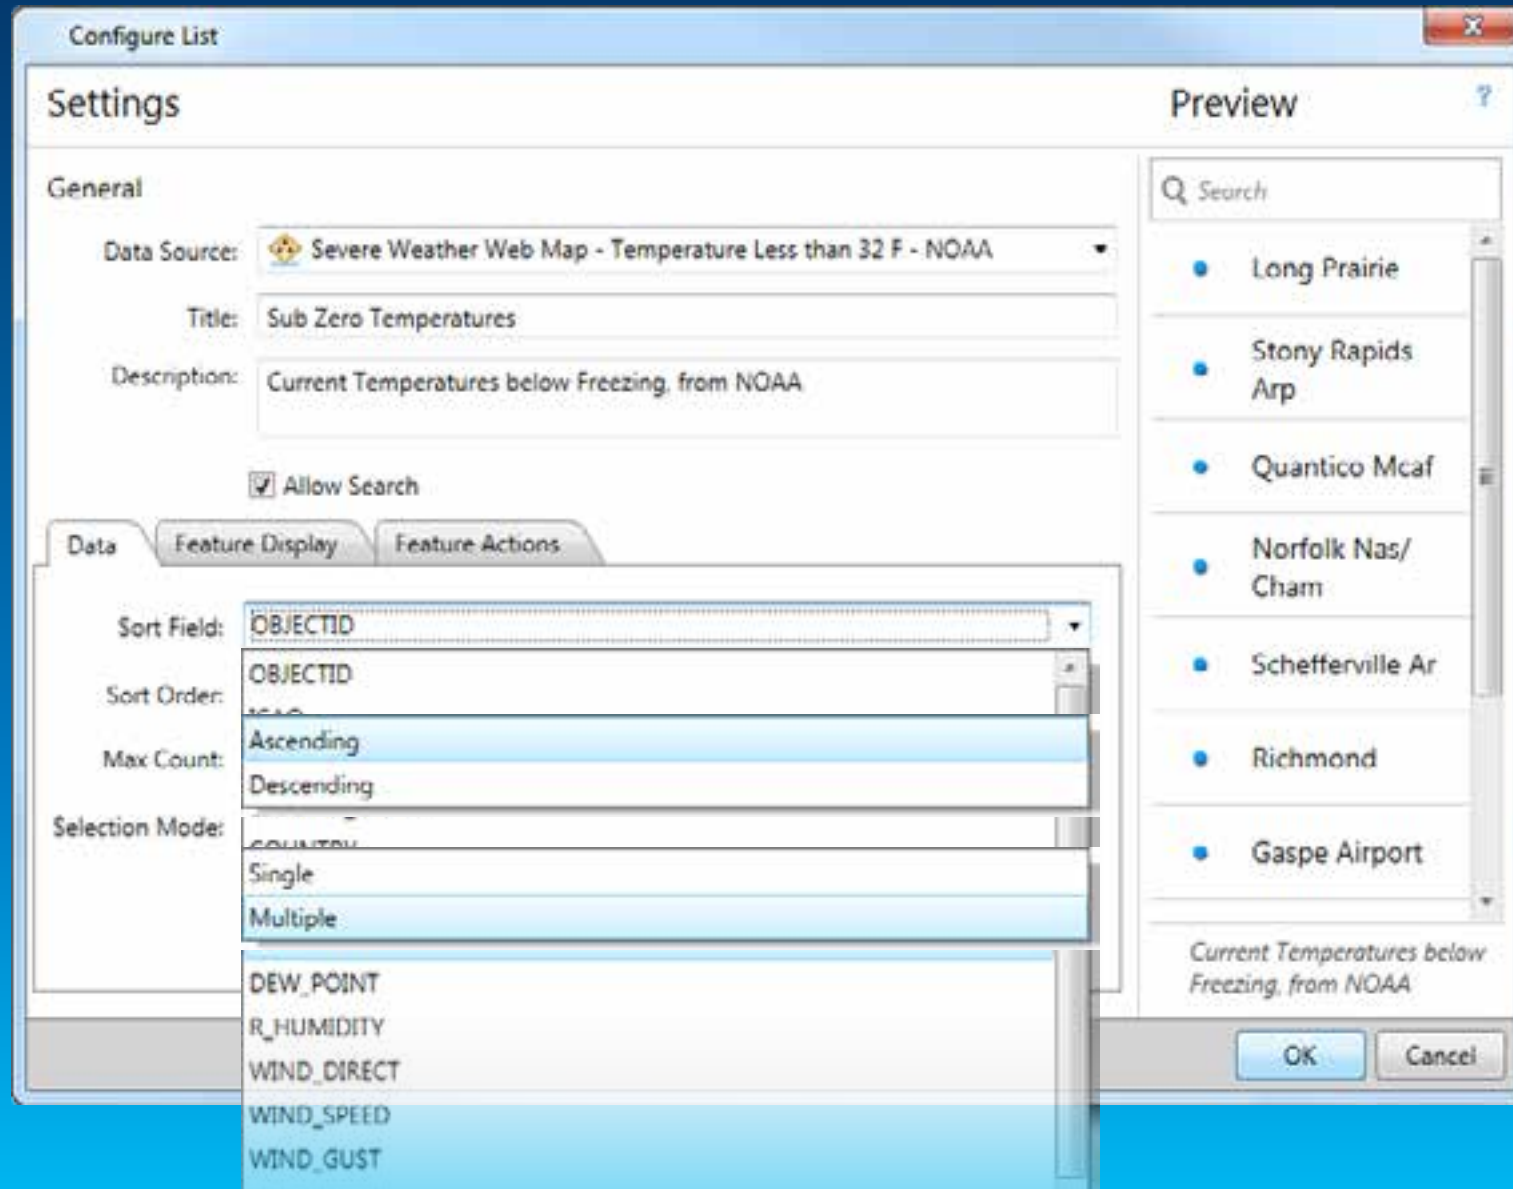 Configure List
Settings
General
Data Source: Severe Weather Web Map - Temperature Less than 32 F - NOAA
Title: Sub Zero Temperatures
Description: Current Temperatures below Freezing, from NOAA
Allow Search
Data Feature Display Feature Actions
Sort Field: OBJECTID
OBJECTID
Sort Order:
Ascending
Max Count:
Descending
Selection Mode:
COUNTRY
Single
Multiple
DEW_POINT
R_HUMIDITY
WIND_DIRECT
WIND_SPEED
WIND_GUST
Preview ?
Search
Long Prairie
Stony Rapids
Arp
Quantico Mcaf
Norfolk Nas/
Cham
Schefferville Ar
Richmond
Gaspe Airport
Current Temperatures below
Freezing, from NOAA
OK Cancel